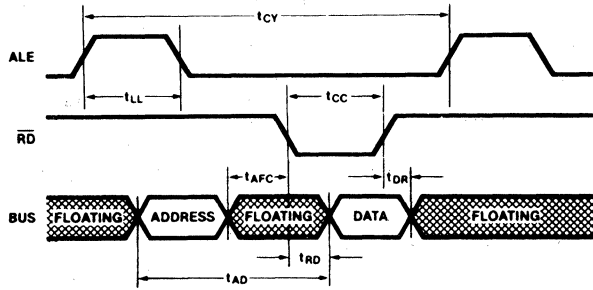 tCY
ALE
tLL
tCC
RD
tAFC
tDR
BUS FLOATING ADDRESS FLOATING DATA FLOATING
tRD
tAD